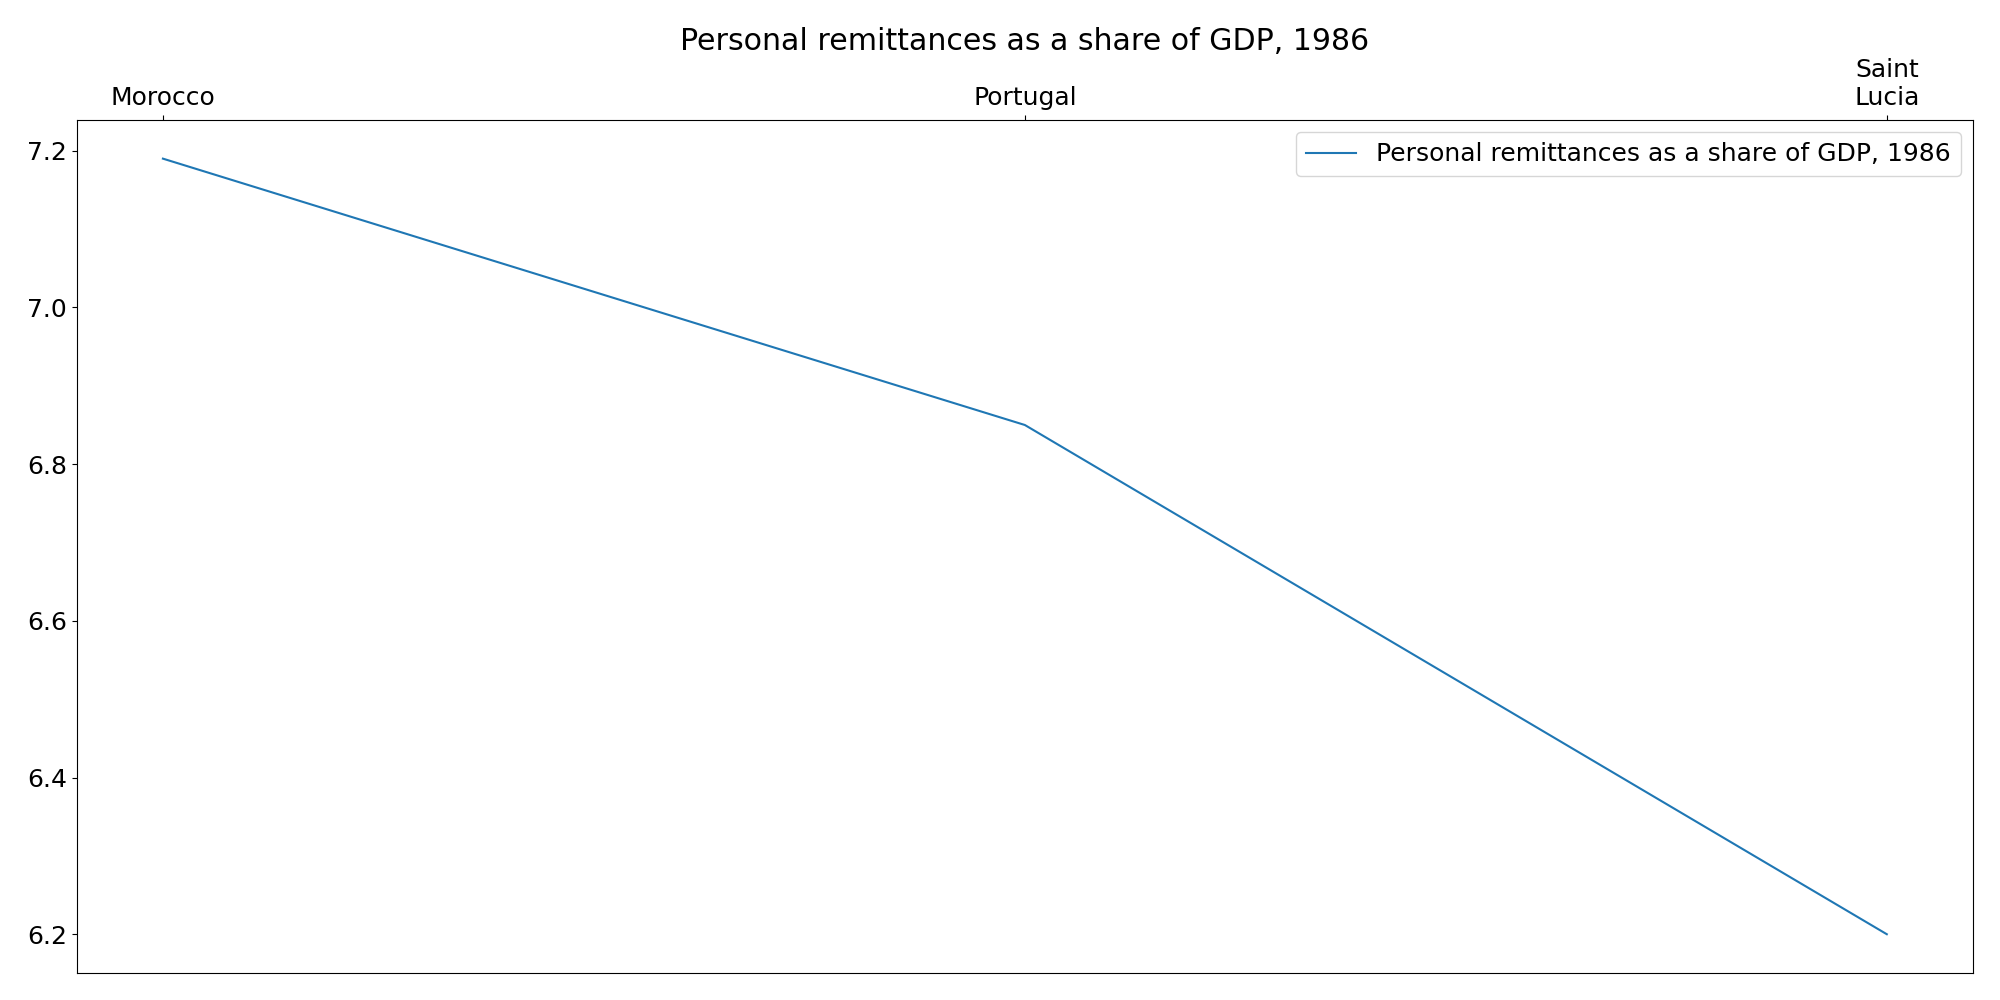 Personal remittances as a share of GDP, 1986
Morocco
Portugal
Saint
Lucia
Personal remittances as a share of GDP, 1986
7.2
7.0
6.8
6.6
6.4
6.2